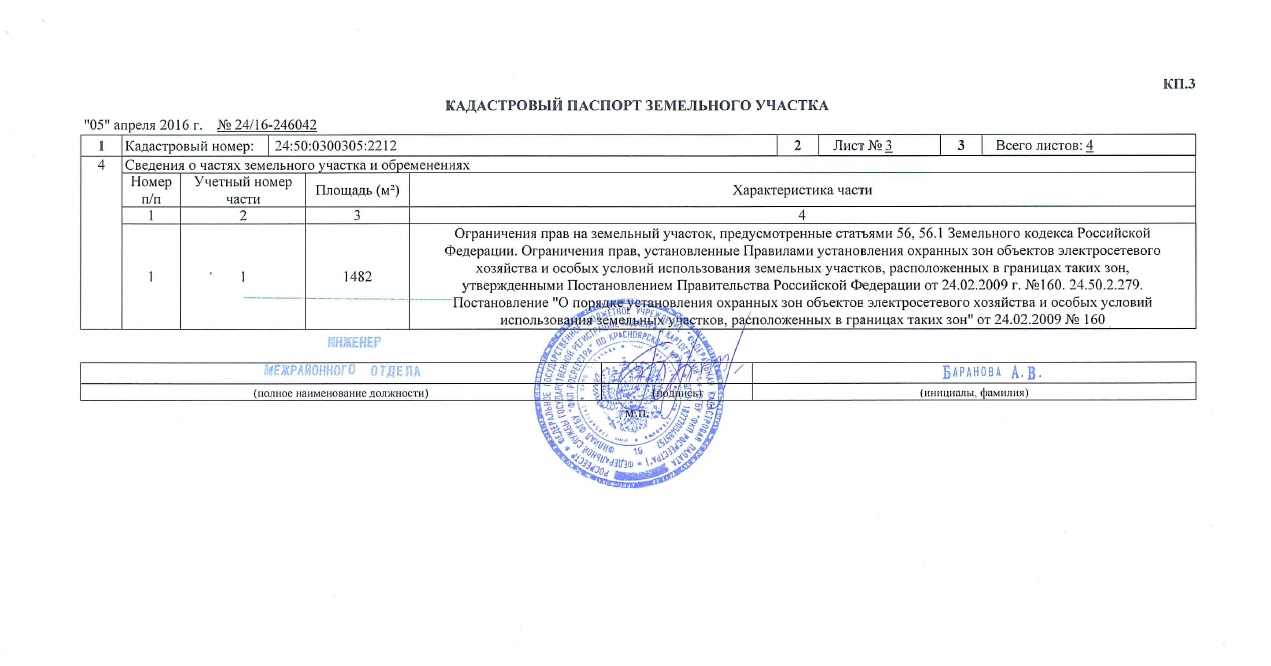 КП.3
КАДАСТРОВЫЙ ПАСПОРТ ЗЕМЕЛЬНОГО УЧАСТКА
"05" апреля 2016 г. № 24/16-246042
1 Кадастровый номер: 24:50:0300305:2212 2 Лист № 3 3 Всего листов: 4
4 Сведения о частях земельного участка и обременениях
Номер п/п Учетный номер части Площадь (м²) Характеристика части
1 2 3 4
Ограничения прав на земельный участок, предусмотренные статьями 56, 56.1 Земельного кодекса Российской
Федерации. Ограничения прав, установленные Правилами установления охранных зон объектов электросетевого
хозяйства и особых условий использования земельных участков, расположенных в границах таких зон,
1 1 1482
утвержденными Постановлением Правительства Российской Федерации от 24.02.2009 г. №160. 24.50.2.279.
Постановление "О порядке установления охранных зон объектов электросетевого хозяйства и особых условий
использования земельных участков, расположенных в границах таких зон" от 24.02.2009 № 160
ИНЖЕНЕР
МЕЖРАЙОННОГО ОТДЕЛА БАРАНОВА А.В.
(полное наименование должности) (подпись) (инициалы, фамилия)
М.П.